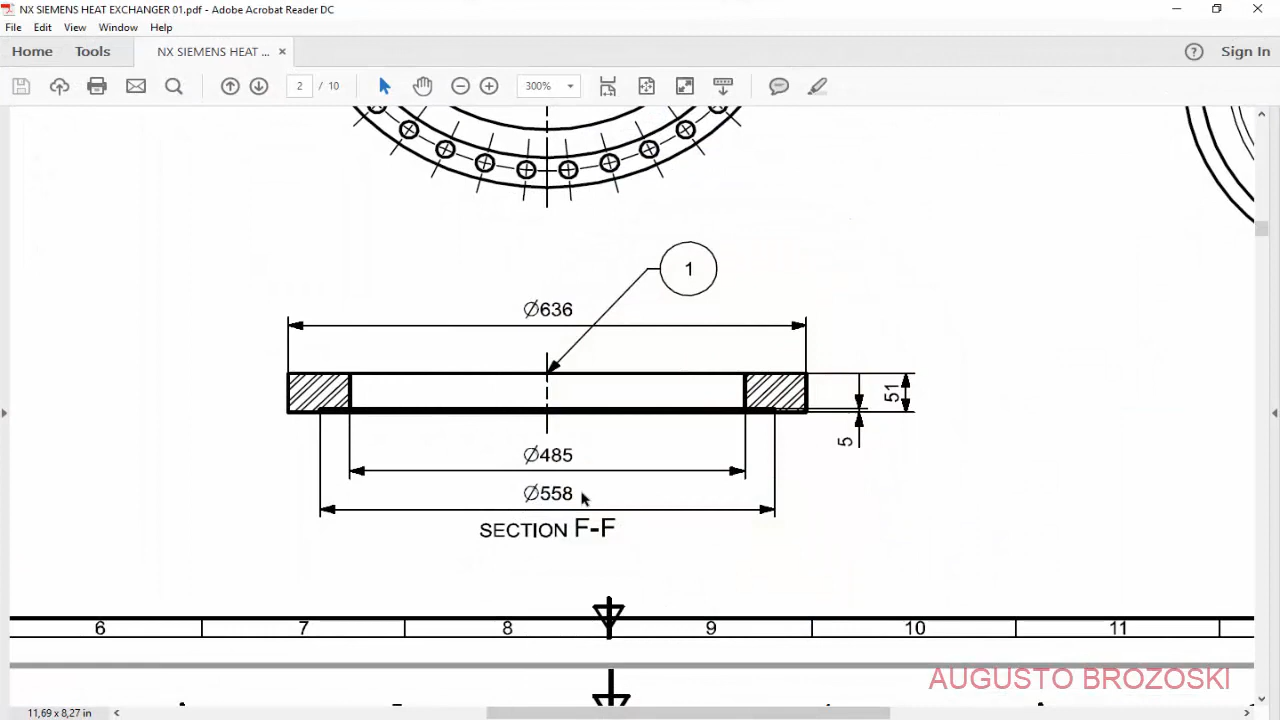 NX SIEMENS HEAT EXCHANGER 01.pdf - Adobe Acrobat Reader DC
File Edit View Window Help
Home Tools NX SIEMENS HEAT ... × Sign In
2 / 10 300%
1
Ø636
51
5
Ø485
Ø558
SECTION F-F
6 7 8 9 10 11
AUGUSTO BROZOSKI
11,69 x 8,27 in